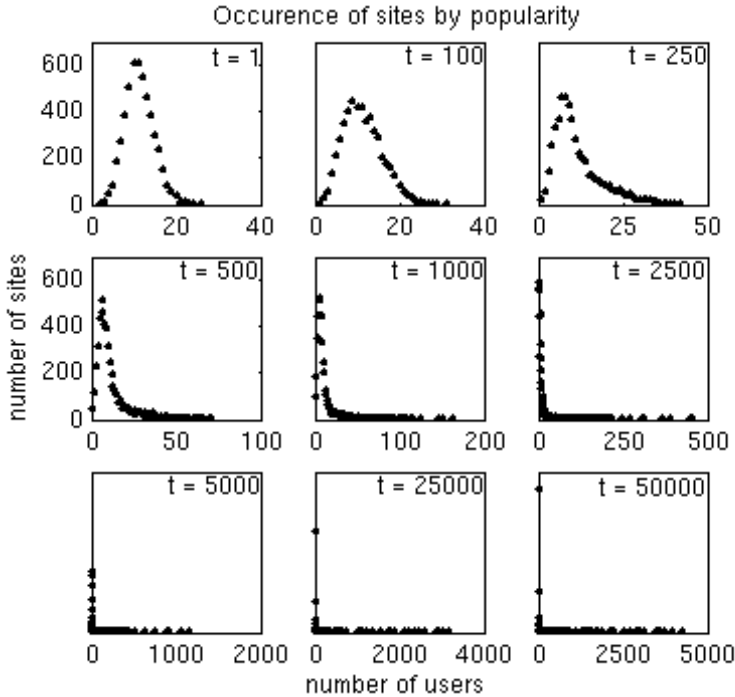 Occurence of sites by popularity
t = 1
t = 100
t = 250
600
400
200
0
0 20 40
0 20 40
0 25 50
number of sites
t = 500
t = 1000
t = 2500
600
400
200
0
0 50 100
0 100 200
0 250 500
t = 5000
t = 25000
t = 50000
0 1000 2000
0 2000 4000
0 2500 5000
number of users